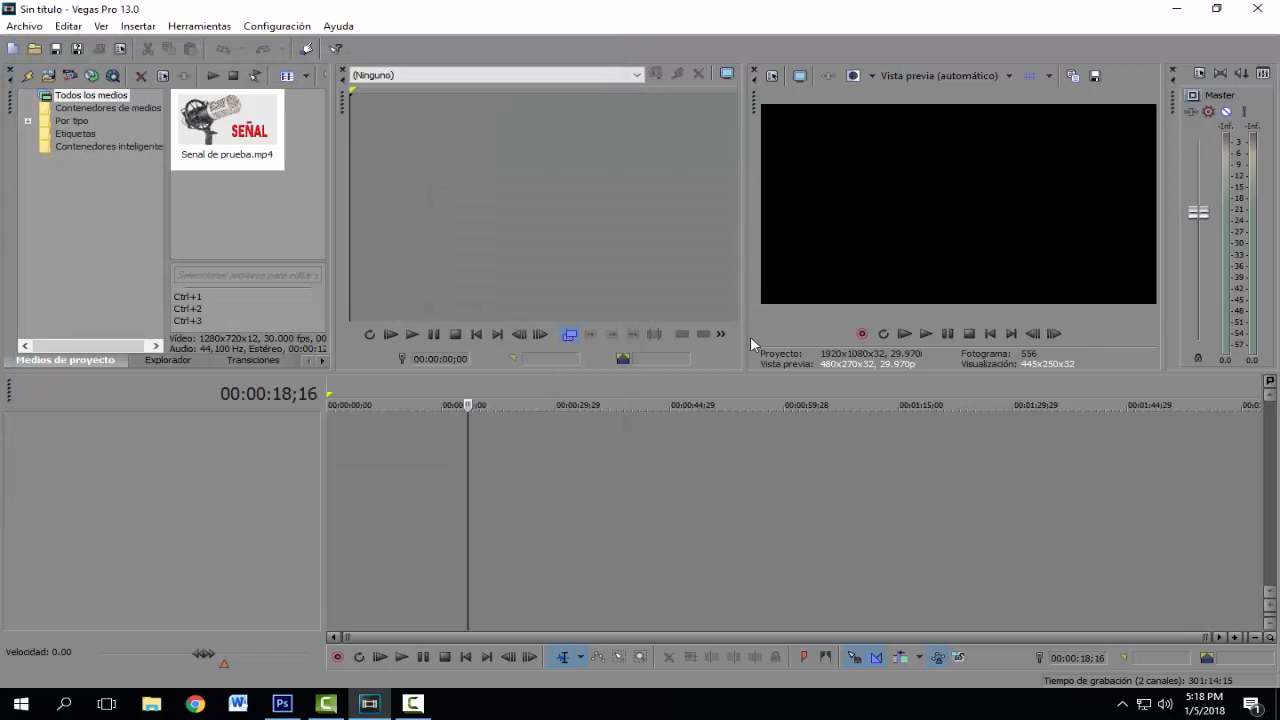 Sin título - Vegas Pro 13.0
Archivo Editar Ver Insertar Herramientas Configuración Ayuda
(Ninguno)
Vista previa (automático)
Master
Todos los medios
Contenedores de medios
Por tipo
Etiquetas
Contenedores inteligente
SEÑAL
Senal de prueba.mp4
-Inf. -Inf.
3
6
9
12
15
18
21
24
27
30
33
36
39
42
45
48
51
54
57
0.0 0.0
Ctrl+1
Ctrl+2
Ctrl+3
Vídeo: 1280x720x12, 30.000 fps, 00
Audio: 44,100 Hz, Estéreo, 00:00:12
Medios de proyecto Explorador Transiciones
00:00:00;00
Proyecto: 1920x1080x32, 29.970i
Vista previa: 480x270x32, 29.970p
Fotograma: 556
Visualización: 445x250x32
00:00:18;16
00:00:00;00 00:00 ;00 00:00:29;29 00:00:44;29 00:00:59;28 00:01:15;00 00:01:29;29 00:01:44;29 00:0
Velocidad: 0.00
00:00:18;16
Tiempo de grabación (2 canales): 301:14:15
5:18 PM
1/5/2018